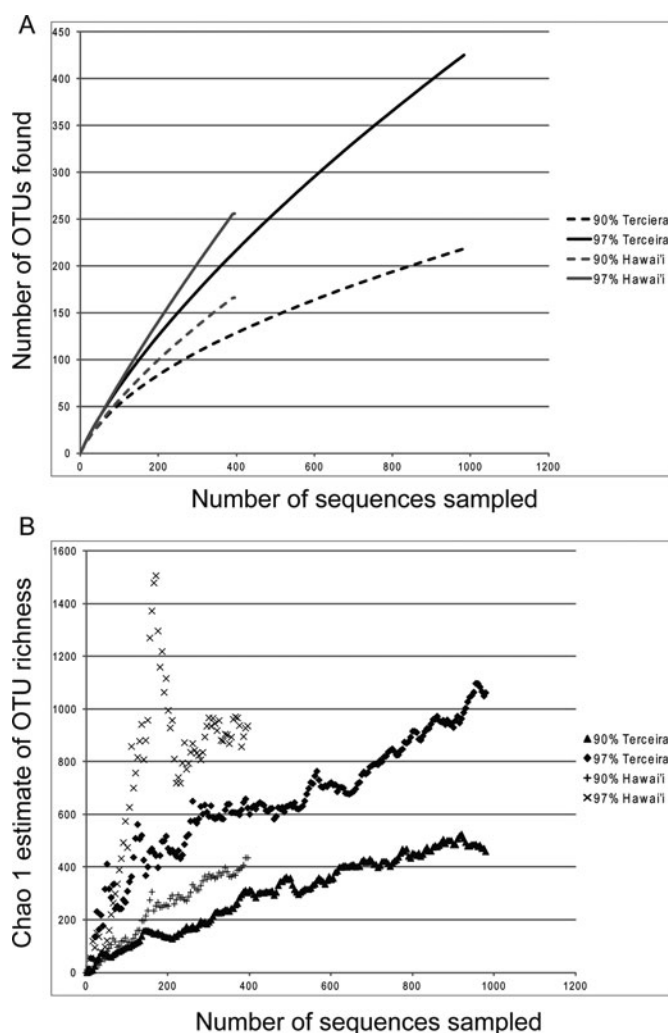 A
450
400
350
300
250
200
150
100
50
0
0 200 400 600 800 1000 1200
Number of OTUs found
Number of sequences sampled
90% Terciera
97% Terceira
90% Hawai'i
97% Hawai'i
B
1600
1400
1200
1000
800
600
400
200
0
0 200 400 600 800 1000 1200
Chao 1 estimate of OTU richness
Number of sequences sampled
90% Terceira
97% Terceira
90% Hawai'i
97% Hawai'i